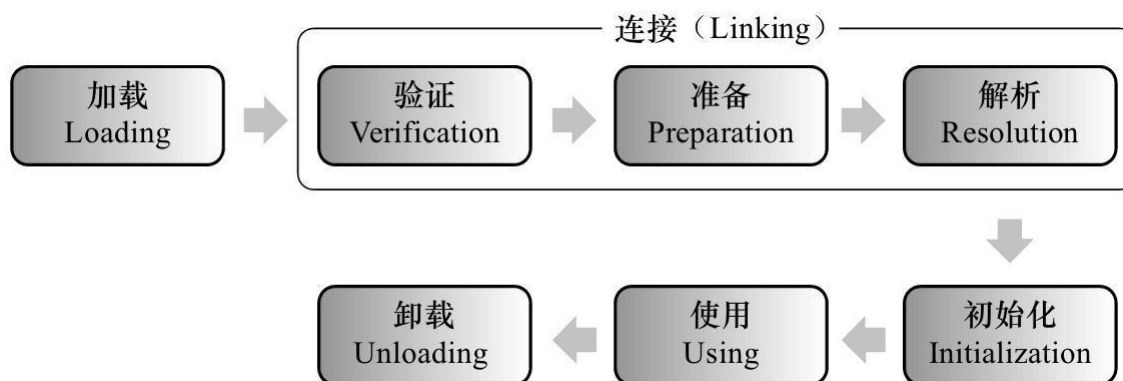 连接（Linking）
加载
Loading
验证
Verification
准备
Preparation
解析
Resolution
初始化
Initialization
使用
Using
卸载
Unloading